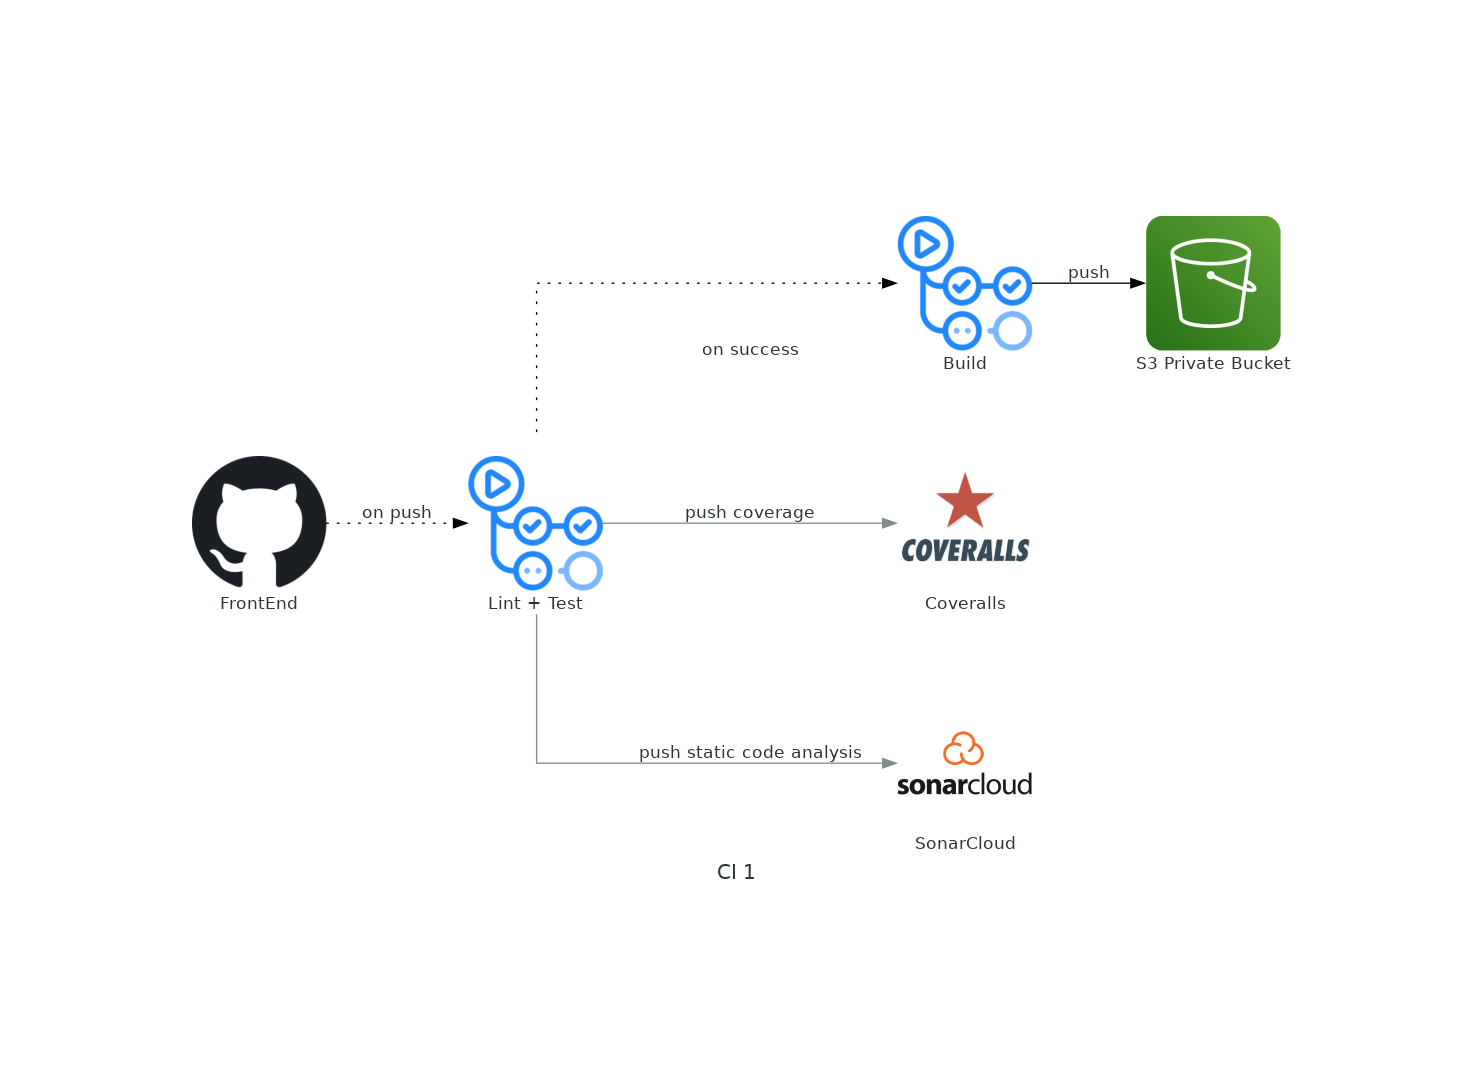 push
on success
Build
S3 Private Bucket
on push
push coverage
COVERALLS
FrontEnd
Lint + Test
Coveralls
push static code analysis
sonarcloud
SonarCloud
CI 1